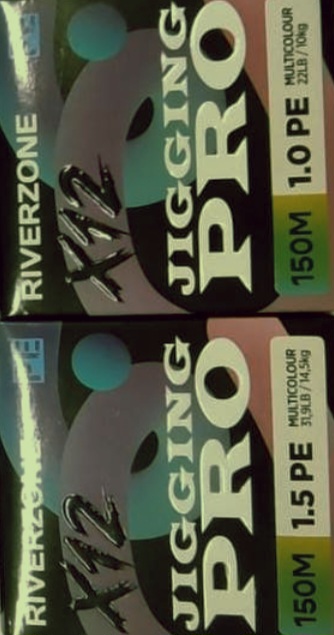 RIVERZONE
X12
JIGGING
PRO
150M 1.0 PE MULTICOLOUR
22LB / 10kg
RIVERZONE
PE
X12
JIGGING
PRO
150M 1.5 PE MULTICOLOUR
31,9LB / 14,5kg